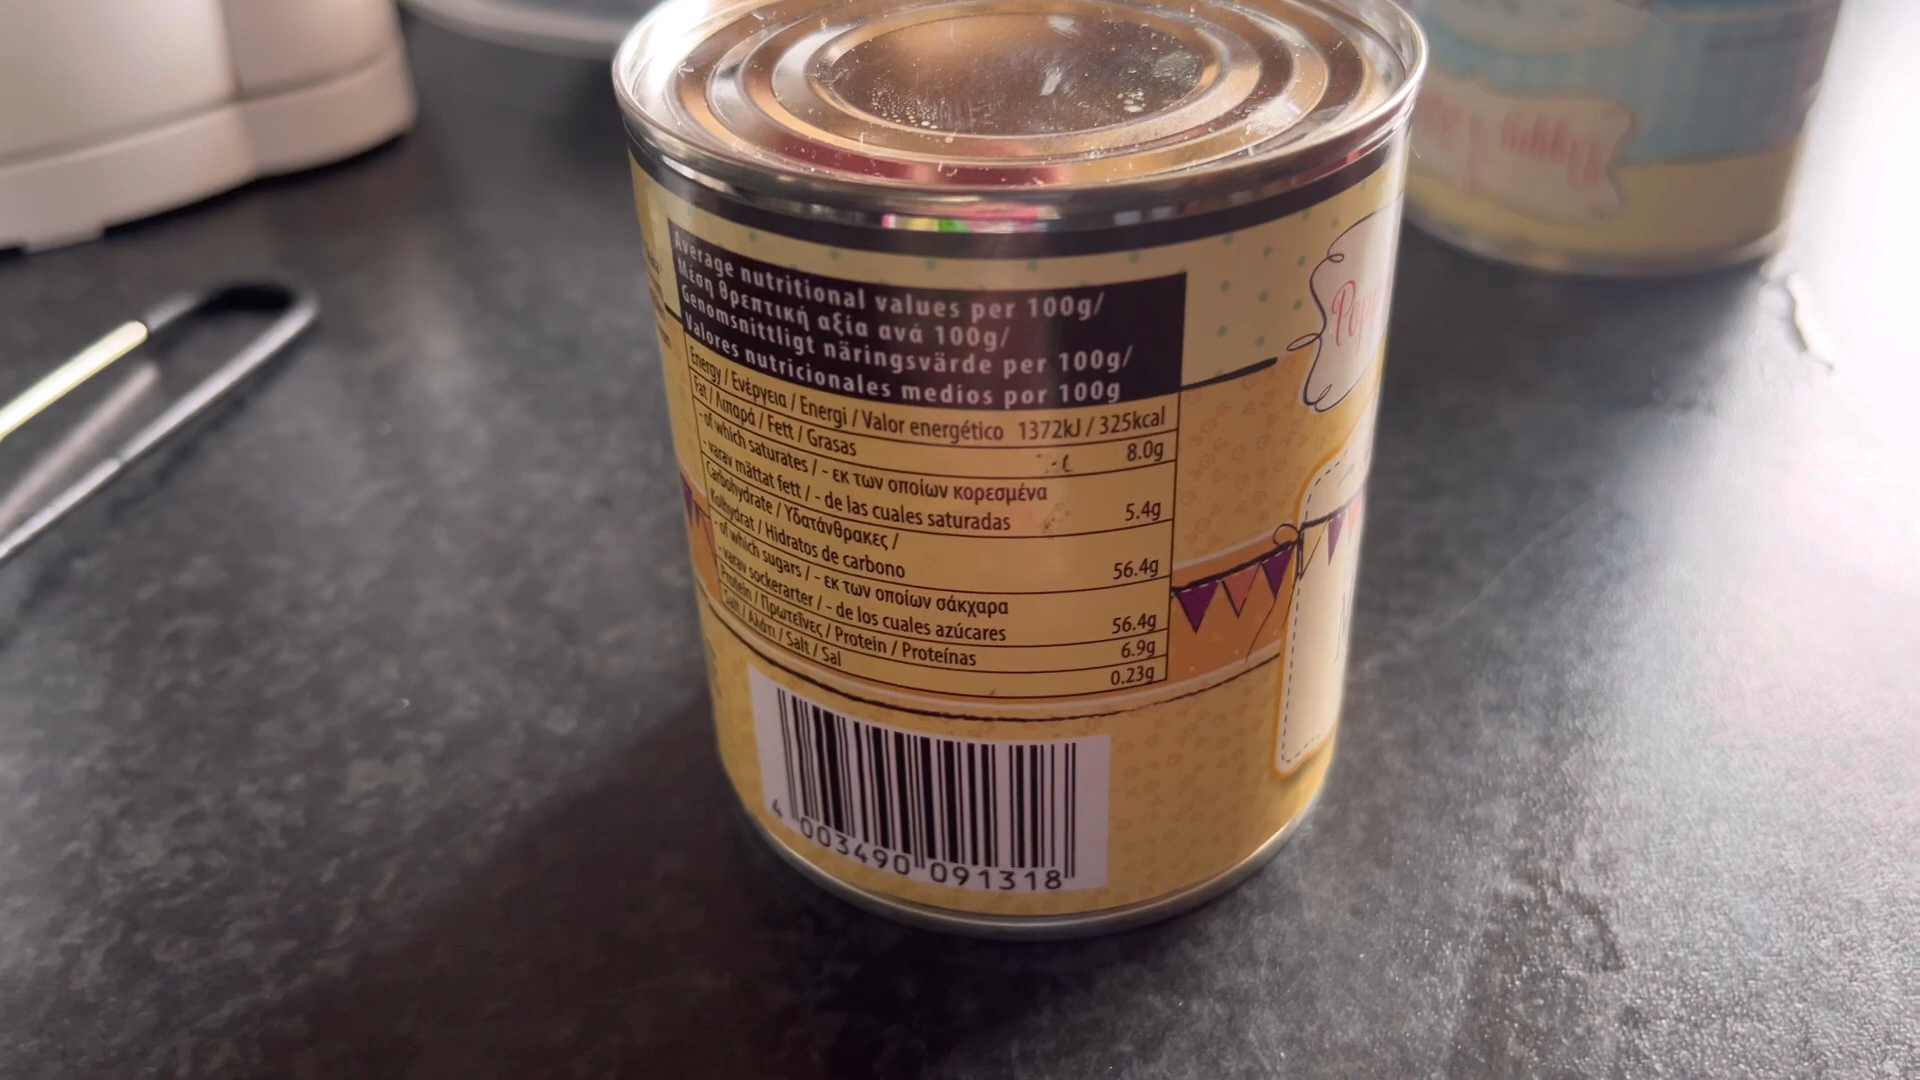 Average nutritional values per 100g/
Μέση θρεπτική αξία ανά 100g/
Genomsnittligt näringsvärde per 100g/
Valores nutricionales medios por 100g
Energy / Ενέργεια / Energi / Valor energético 1372kJ / 325kcal
Fat / Λιπαρά / Fett / Grasas 8.0g
- of which saturates / - εκ των οποίων κορεσμένα
- varav mättat fett / - de las cuales saturadas 5.4g
Carbohydrate / Υδατάνθρακες /
Kolhydrat / Hidratos de carbono 56.4g
- of which sugars / - εκ των οποίων σάκχαρα
- varav sockerarter / - de los cuales azúcares 56.4g
Protein / Πρωτεΐνες / Protein / Proteínas 6.9g
Salt / Αλάτι / Salt / Sal 0.23g
4 003490 091318